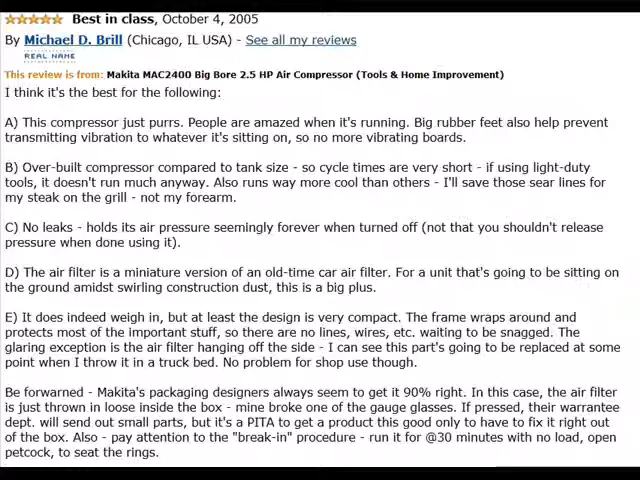 Best in class, October 4, 2005
By Michael D. Brill (Chicago, IL USA) - See all my reviews
REAL NAME
This review is from: Makita MAC2400 Big Bore 2.5 HP Air Compressor (Tools & Home Improvement)
I think it's the best for the following:
A) This compressor just purrs. People are amazed when it's running. Big rubber feet also help prevent
transmitting vibration to whatever it's sitting on, so no more vibrating boards.
B) Over-built compressor compared to tank size - so cycle times are very short - if using light-duty
tools, it doesn't run much anyway. Also runs way more cool than others - I'll save those sear lines for
my steak on the grill - not my forearm.
C) No leaks - holds its air pressure seemingly forever when turned off (not that you shouldn't release
pressure when done using it).
D) The air filter is a miniature version of an old-time car air filter. For a unit that's going to be sitting on
the ground amidst swirling construction dust, this is a big plus.
E) It does indeed weigh in, but at least the design is very compact. The frame wraps around and
protects most of the important stuff, so there are no lines, wires, etc. waiting to be snagged. The
glaring exception is the air filter hanging off the side - I can see this part's going to be replaced at some
point when I throw it in a truck bed. No problem for shop use though.
Be forwarned - Makita's packaging designers always seem to get it 90% right. In this case, the air filter
is just thrown in loose inside the box - mine broke one of the gauge glasses. If pressed, their warrantee
dept. will send out small parts, but it's a PITA to get a product this good only to have to fix it right out
of the box. Also - pay attention to the "break-in" procedure - run it for @30 minutes with no load, open
petcock, to seat the rings.